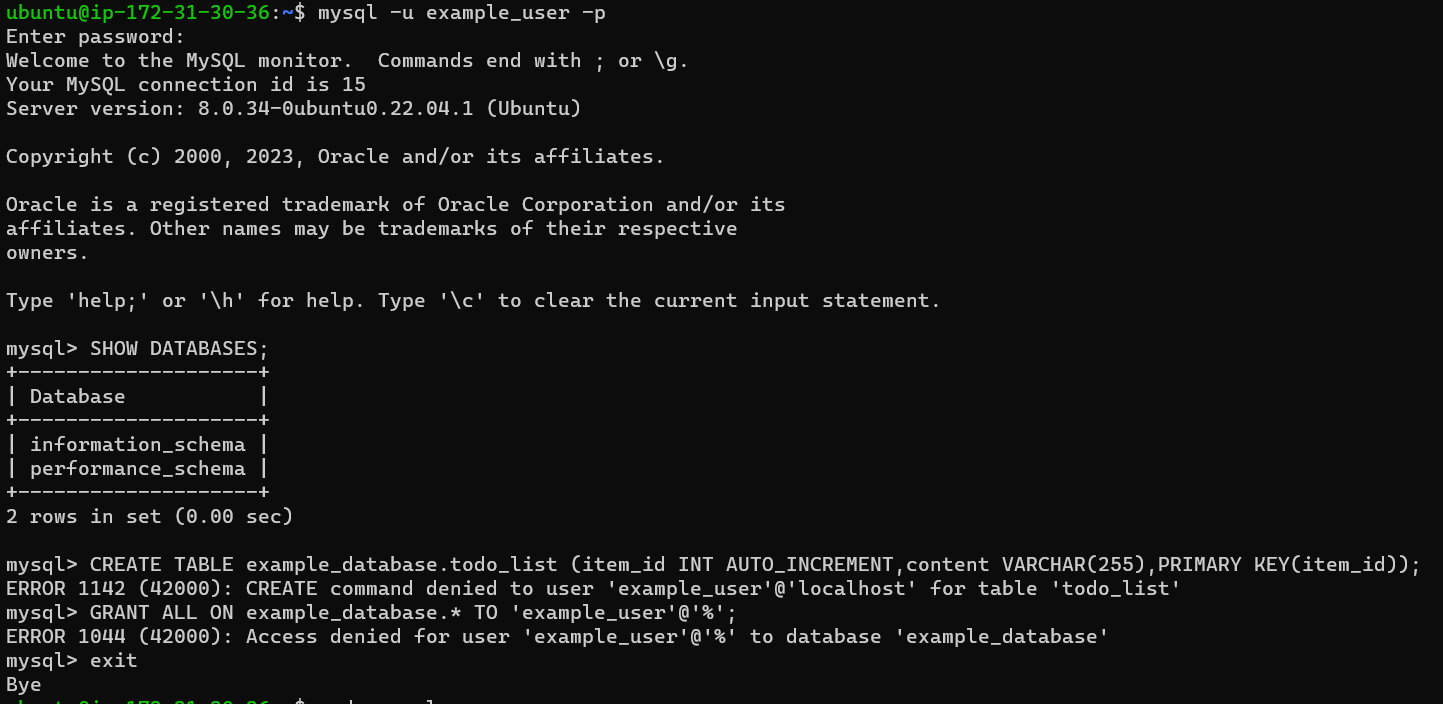 ubuntu@ip-172-31-30-36:~$ mysql -u example_user -p
Enter password:
Welcome to the MySQL monitor.  Commands end with ; or \g.
Your MySQL connection id is 15
Server version: 8.0.34-0ubuntu0.22.04.1 (Ubuntu)

Copyright (c) 2000, 2023, Oracle and/or its affiliates.

Oracle is a registered trademark of Oracle Corporation and/or its
affiliates. Other names may be trademarks of their respective
owners.

Type 'help;' or '\h' for help. Type '\c' to clear the current input statement.

mysql> SHOW DATABASES;
+--------------------+
| Database           |
+--------------------+
| information_schema |
| performance_schema |
+--------------------+
2 rows in set (0.00 sec)

mysql> CREATE TABLE example_database.todo_list (item_id INT AUTO_INCREMENT,content VARCHAR(255),PRIMARY KEY(item_id));
ERROR 1142 (42000): CREATE command denied to user 'example_user'@'localhost' for table 'todo_list'
mysql> GRANT ALL ON example_database.* TO 'example_user'@'%';
ERROR 1044 (42000): Access denied for user 'example_user'@'%' to database 'example_database'
mysql> exit
Bye